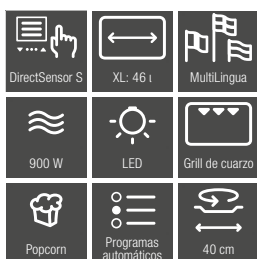 DirectSensor S
XL: 46 l
MultiLingua
900 W
LED
Grill de cuarzo
Popcorn
Programas
automáticos
40 cm